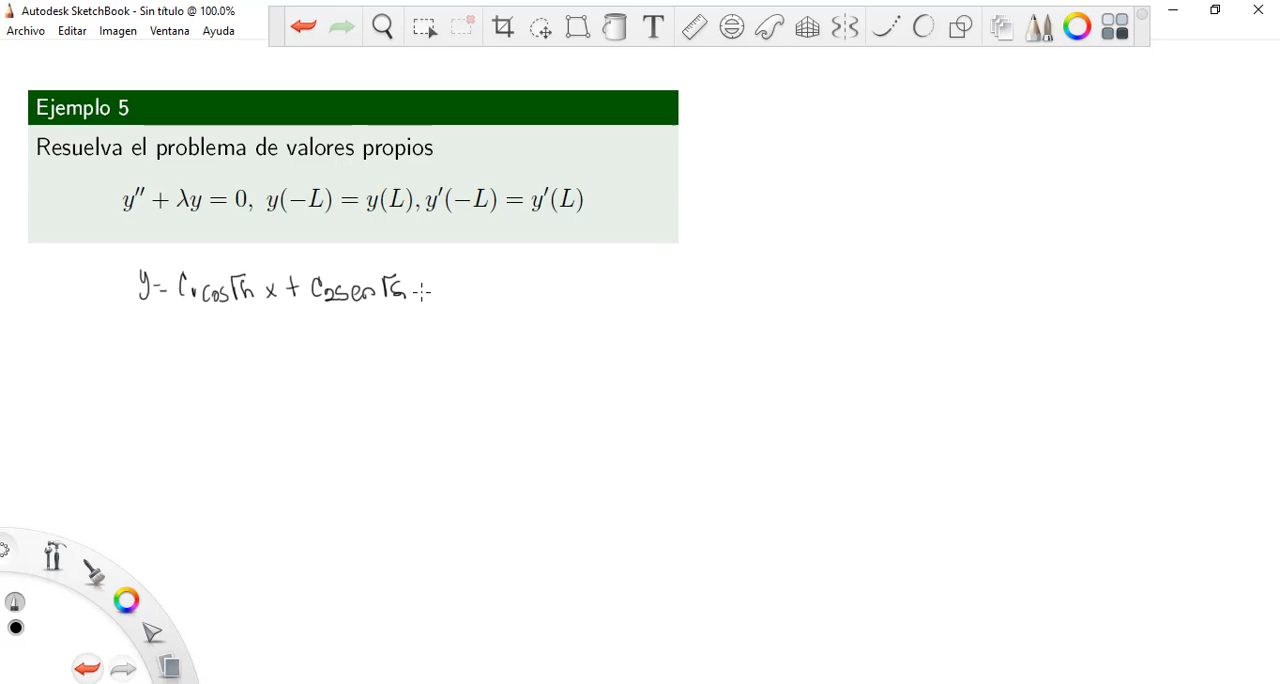 Autodesk SketchBook - Sin título @ 100.0%
Archivo Editar Imagen Ventana Ayuda
T
Ejemplo 5
Resuelva el problema de valores propios
y″ + λy = 0, y(−L) = y(L), y′(−L) = y′(L)
y = C₁cos√λ x + C₂sen√λ